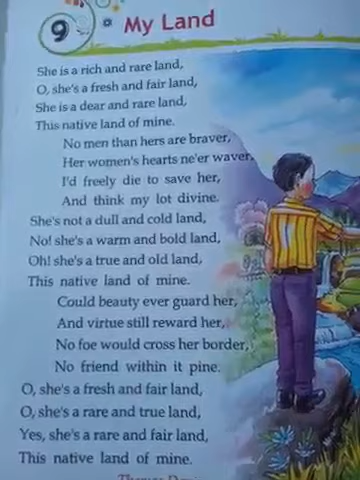 9 My Land
She is a rich and rare land,
O, she's a fresh and fair land,
She is a dear and rare land,
This native land of mine.
No men than hers are braver,
Her women's hearts ne'er waver,
I'd freely die to save her,
And think my lot divine.
She's not a dull and cold land,
No! she's a warm and bold land,
Oh! she's a true and old land,
This native land of mine.
Could beauty ever guard her,
And virtue still reward her,
No foe would cross her border,
No friend within it pine.
O, she's a fresh and fair land,
O, she's a rare and true land,
Yes, she's a rare and fair land,
This native land of mine.
Thomas